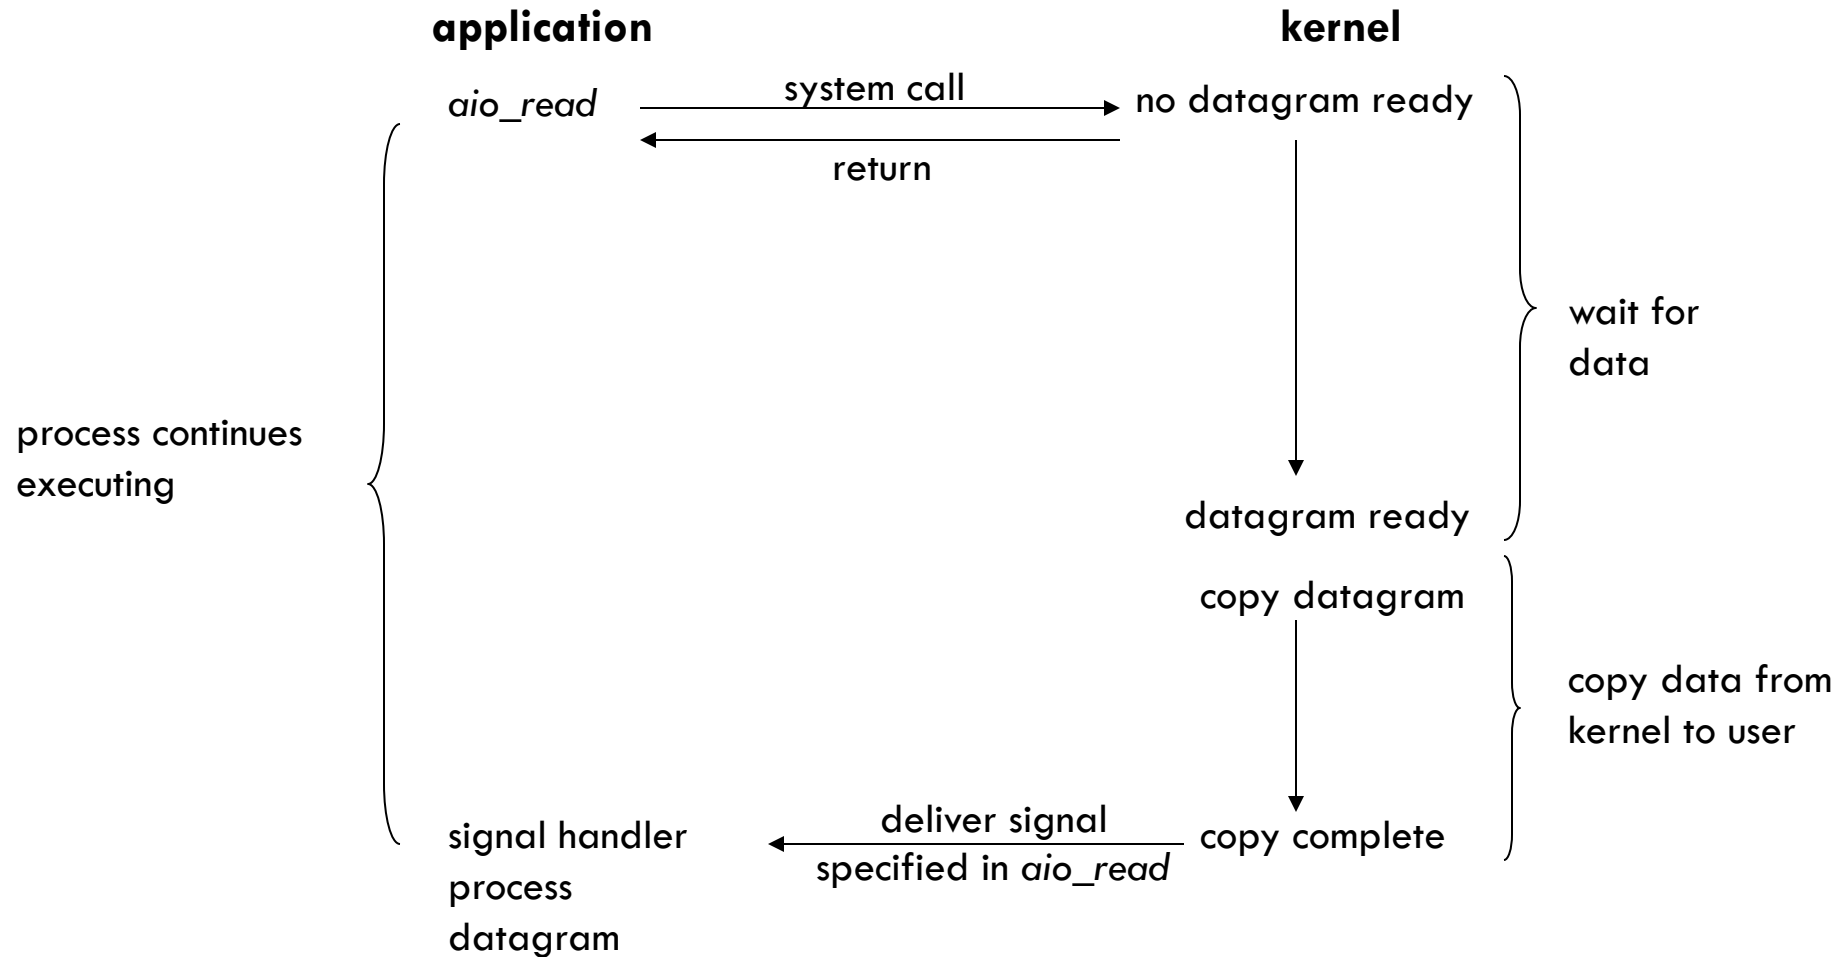 application
kernel
aio_read
system call
no datagram ready
return
wait for
data
process continues
executing
datagram ready
copy datagram
copy data from
kernel to user
deliver signal
signal handler
copy complete
specified in aio_read
process
datagram